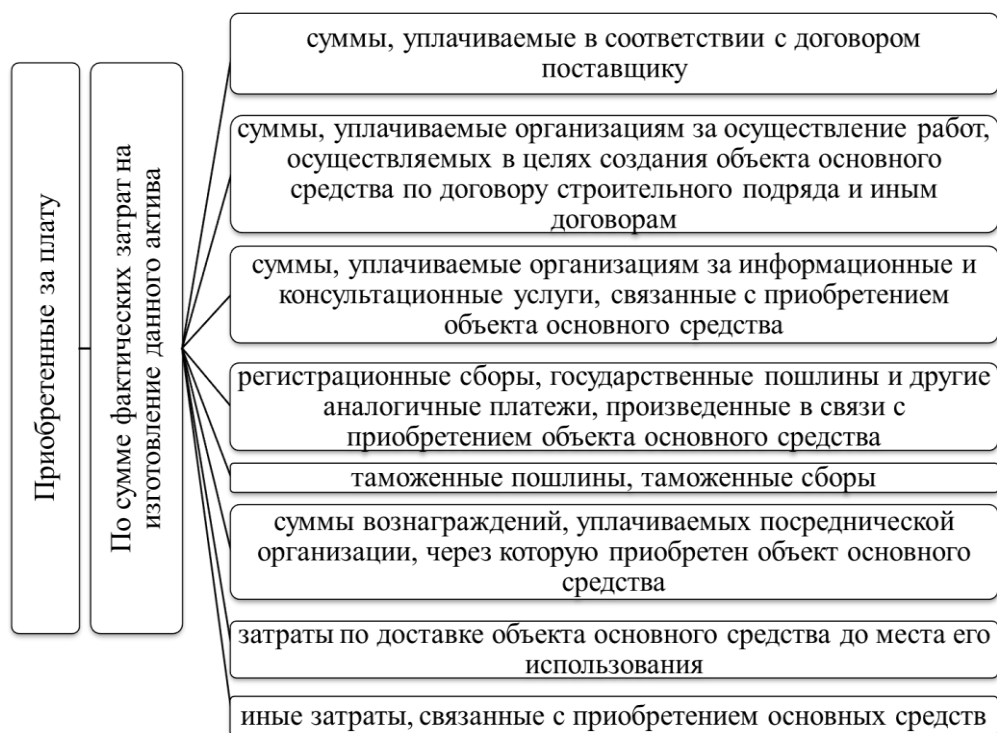 Приобретенные за плату
По сумме фактических затрат на
изготовление данного актива
суммы, уплачиваемые в соответствии с договором
поставщику
суммы, уплачиваемые организациям за осуществление работ,
осуществляемых в целях создания объекта основного
средства по договору строительного подряда и иным
договорам
суммы, уплачиваемые организациям за информационные и
консультационные услуги, связанные с приобретением
объекта основного средства
регистрационные сборы, государственные пошлины и другие
аналогичные платежи, произведенные в связи с
приобретением объекта основного средства
таможенные пошлины, таможенные сборы
суммы вознаграждений, уплачиваемых посреднической
организации, через которую приобретен объект основного
средства
затраты по доставке объекта основного средства до места его
использования
иные затраты, связанные с приобретением основных средств